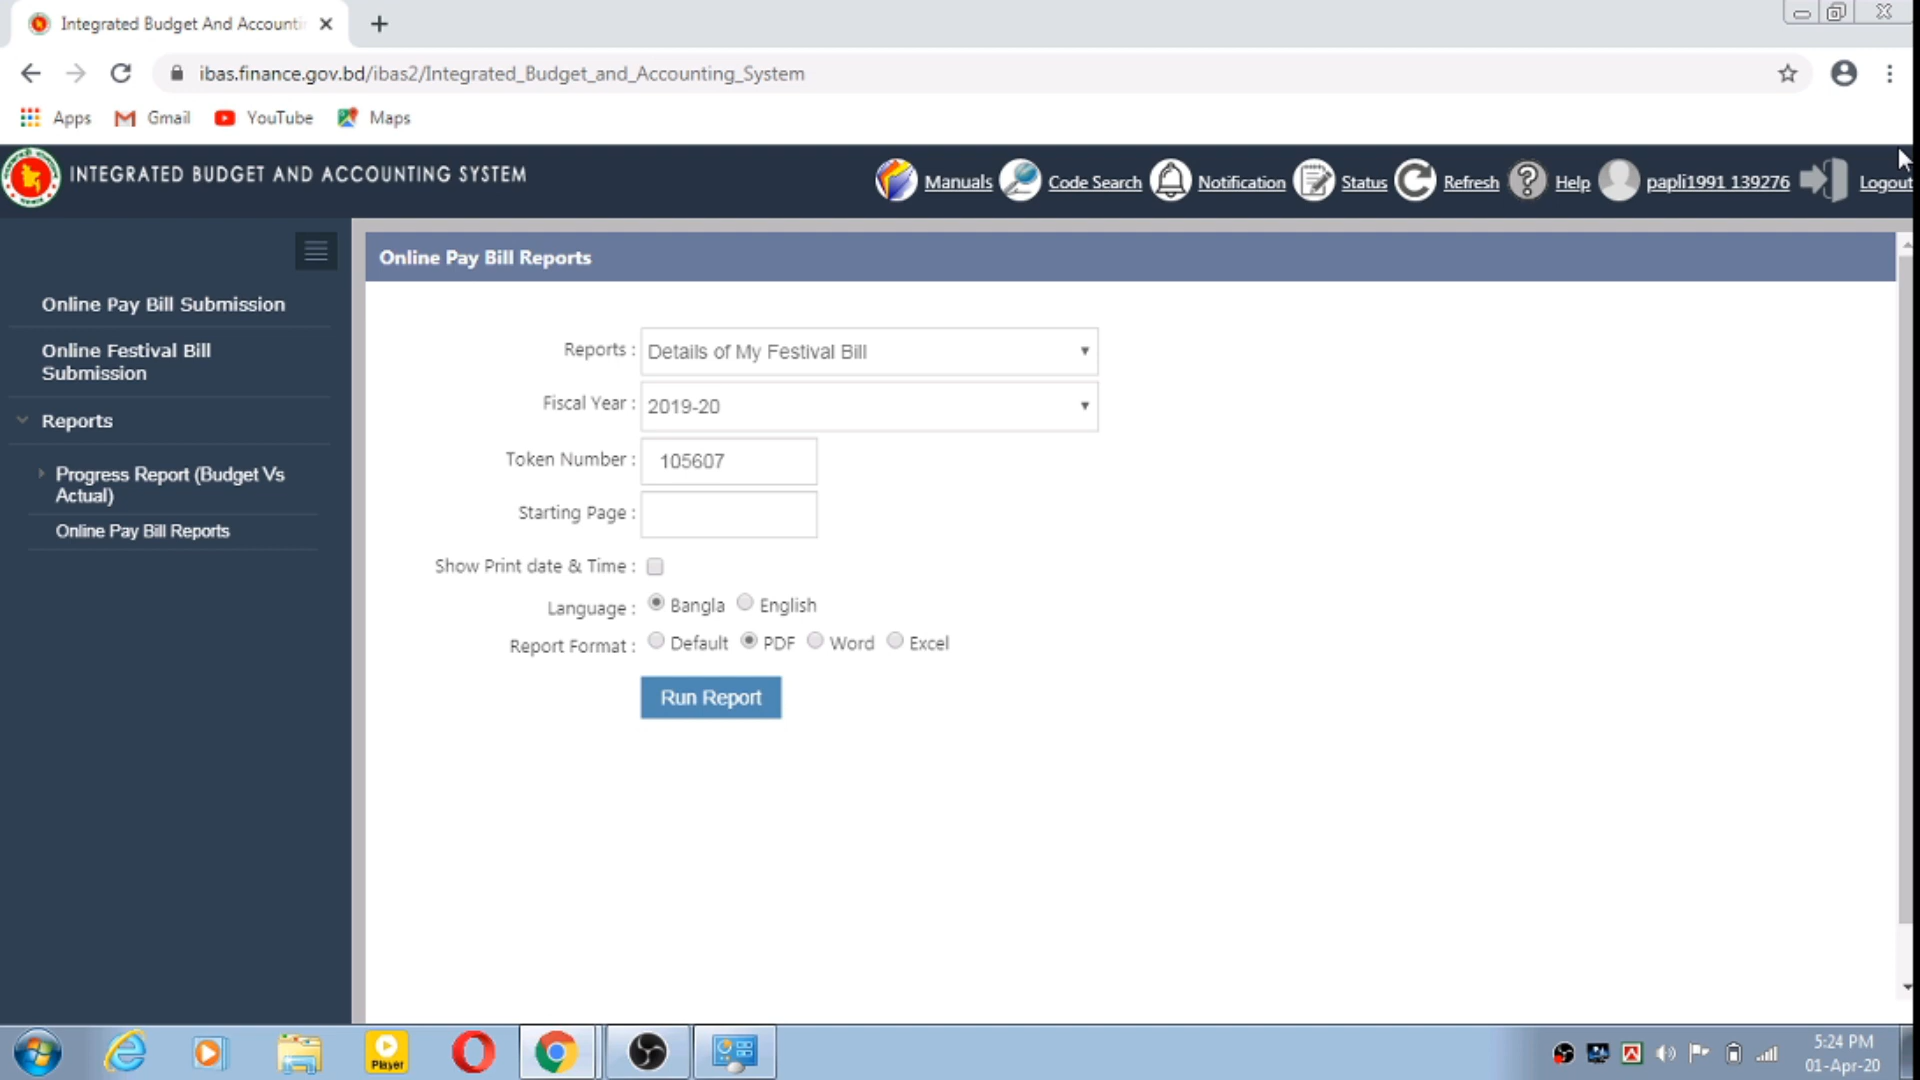 Integrated Budget And Accounti
ibas.finance.gov.bd/ibas2/Integrated_Budget_and_Accounting_System
Apps Gmail YouTube Maps
INTEGRATED BUDGET AND ACCOUNTING SYSTEM
Manuals Code Search Notification Status Refresh Help papli1991 139276 Logout
Online Pay Bill Submission
Online Festival Bill
Submission
Reports
Progress Report (Budget Vs
Actual)
Online Pay Bill Reports
Online Pay Bill Reports
Reports : Details of My Festival Bill
Fiscal Year : 2019-20
Token Number : 105607
Starting Page :
Show Print date & Time :
Language : Bangla English
Report Format : Default PDF Word Excel
Run Report
Player
5:24 PM
01-Apr-20